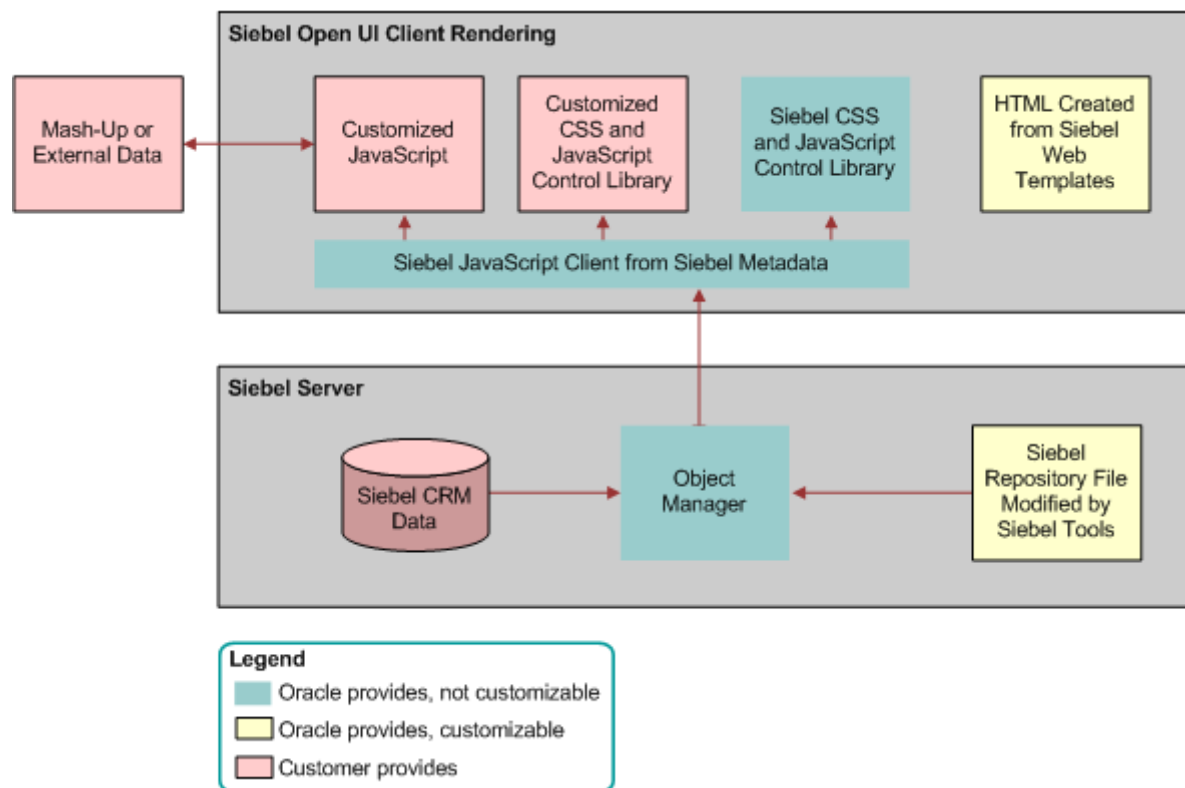 Siebel Open UI Client Rendering
Mash-Up or
External Data
Customized
JavaScript
Customized
CSS and
JavaScript
Control Library
Siebel CSS
and JavaScript
Control Library
HTML Created
from Siebel
Web
Templates
Siebel JavaScript Client from Siebel Metadata
Siebel Server
Siebel CRM
Data
Object
Manager
Siebel
Repository File
Modified by
Siebel Tools
Legend
Oracle provides, not customizable
Oracle provides, customizable
Customer provides